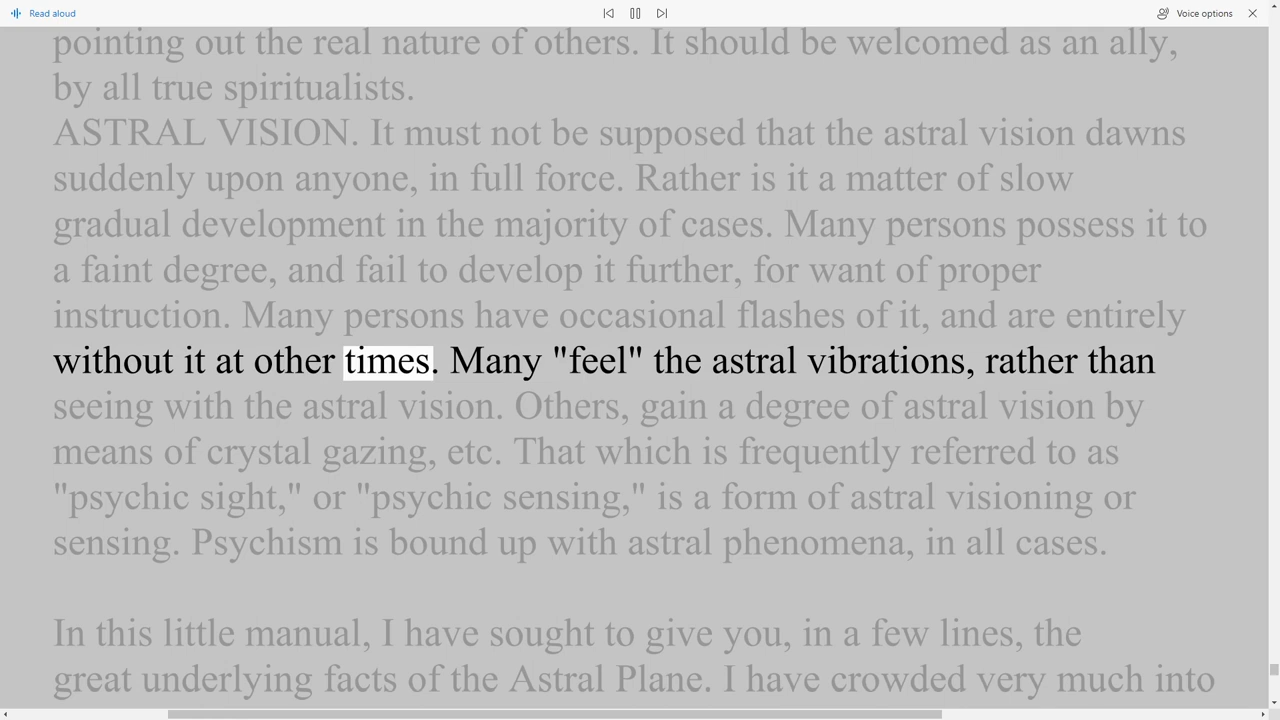 Read aloud
Voice options
pointing out the real nature of others. It should be welcomed as an ally,
by all true spiritualists.
ASTRAL VISION. It must not be supposed that the astral vision dawns
suddenly upon anyone, in full force. Rather is it a matter of slow
gradual development in the majority of cases. Many persons possess it to
a faint degree, and fail to develop it further, for want of proper
instruction. Many persons have occasional flashes of it, and are entirely
without it at other times. Many "feel" the astral vibrations, rather than
seeing with the astral vision. Others, gain a degree of astral vision by
means of crystal gazing, etc. That which is frequently referred to as
"psychic sight," or "psychic sensing," is a form of astral visioning or
sensing. Psychism is bound up with astral phenomena, in all cases.
In this little manual, I have sought to give you, in a few lines, the
great underlying facts of the Astral Plane. I have crowded very much into